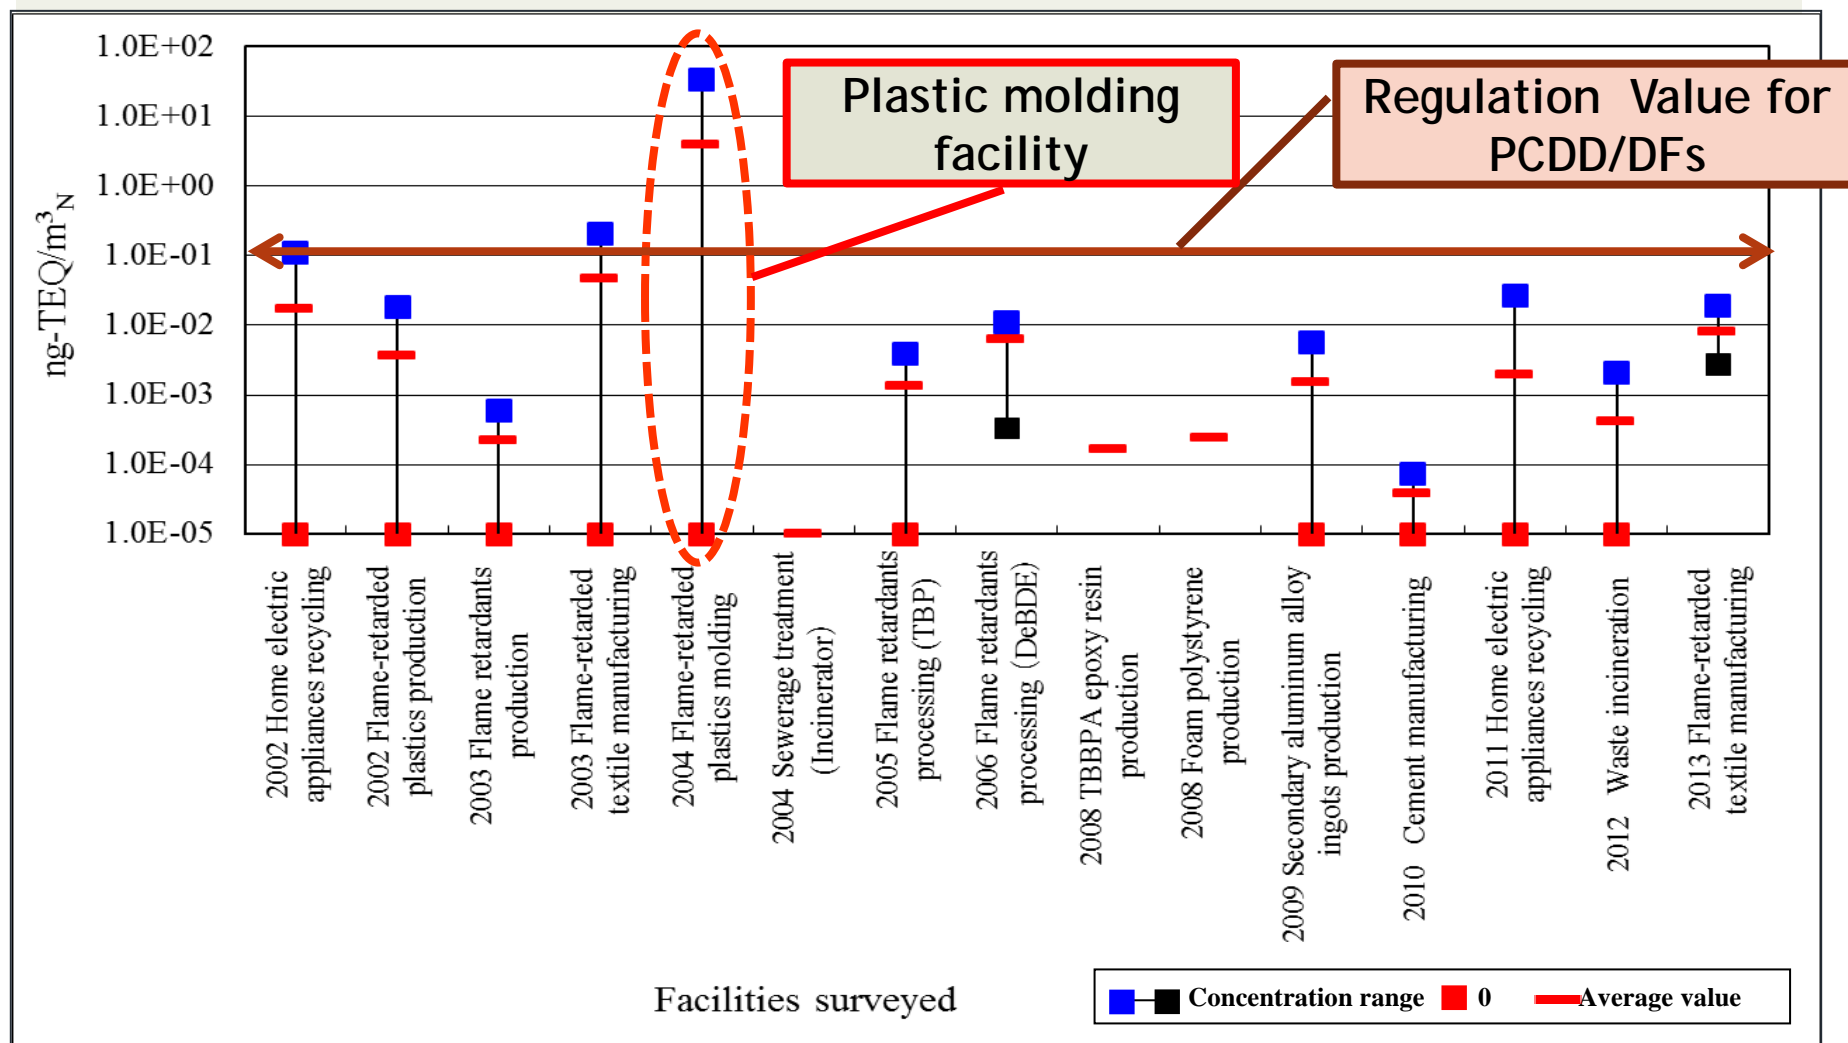 1.0E+02
1.0E+01
1.0E+00
1.0E-01
1.0E-02
1.0E-03
1.0E-04
1.0E-05
ng-TEQ/m³N
Plastic molding
facility
Regulation Value for
PCDD/DFs
2002 Home electric
appliances recycling
2002 Flame-retarded
plastics production
2003 Flame retardants
production
2003 Flame-retarded
textile manufacturing
2004 Flame-retarded
plastics molding
2004 Sewerage treatment
(Incinerator)
2005 Flame retardants
processing (TBP)
2006 Flame retardants
processing (DeBDE)
2008 TBBPA epoxy resin
production
2008 Foam polystyrene
production
2009 Secondary aluminum alloy
ingots production
2010 Cement manufacturing
2011 Home electric
appliances recycling
2012 Waste incineration
2013 Flame-retarded
textile manufacturing
Facilities surveyed
Concentration range 0 Average value